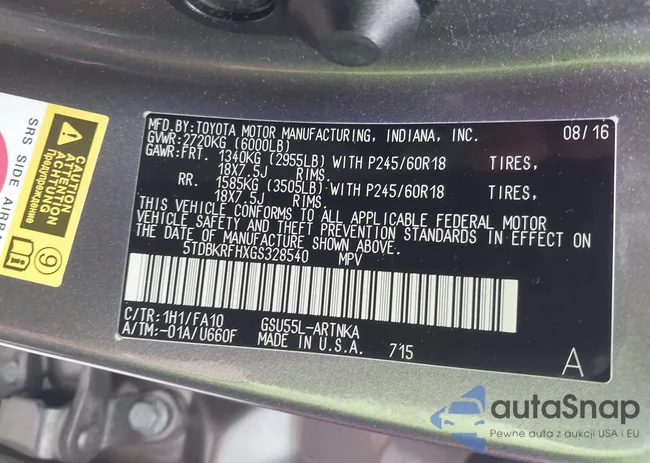 MFD.BY: TOYOTA MOTOR MANUFACTURING, INDIANA, INC. 08/16
GVWR: 2720KG (6000LB)
GAWR: FRT. 1340KG (2955LB) WITH P245/60R18 TIRES,
18X7.5J RIMS.
RR. 1585KG (3505LB) WITH P245/60R18 TIRES,
18X7.5J RIMS.
THIS VEHICLE CONFORMS TO ALL APPLICABLE FEDERAL MOTOR
VEHICLE SAFETY AND THEFT PREVENTION STANDARDS IN EFFECT ON
THE DATE OF MANUFACTURE SHOWN ABOVE.
5TDBKRFHXGS328540 MPV
C/TR: 1H1/FA10 GSU55L-ARTNKA
A/TM: -01A/U660F MADE IN U.S.A. 715 A
SRS SIDE AIRBA
CAUTION
ATTENTION
ACHTUNG
Предупреждение
9
autaSnap
Pewne auta z aukcji USA i EU